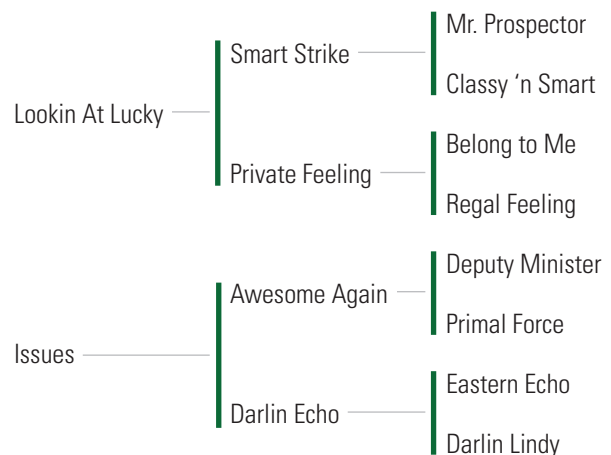 Mr. Prospector
Smart Strike
Classy ‘n Smart
Lookin At Lucky
Belong to Me
Private Feeling
Regal Feeling
Deputy Minister
Awesome Again
Primal Force
Issues
Eastern Echo
Darlin Echo
Darlin Lindy